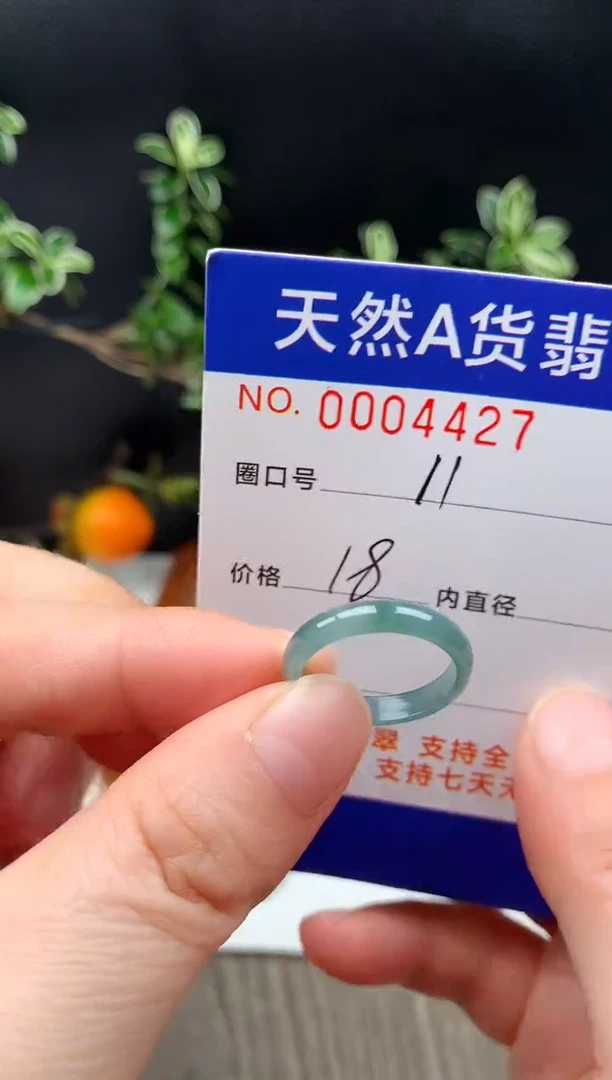 天然A货翡
NO. 0004427
圈口号 11
价格 18 内直径
翠 支持全
支持七天